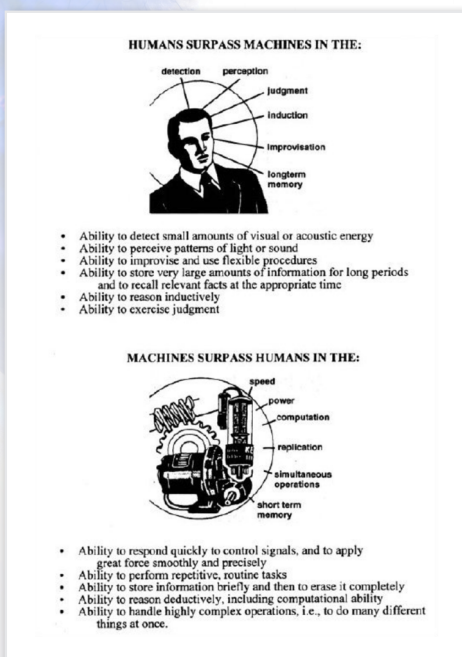 HUMANS SURPASS MACHINES IN THE:
detection perception
judgment
induction
improvisation
longterm
memory
• Ability to detect small amounts of visual or acoustic energy
• Ability to perceive patterns of light or sound
• Ability to improvise and use flexible procedures
• Ability to store very large amounts of information for long periods
and to recall relevant facts at the appropriate time
• Ability to reason inductively
• Ability to exercise judgment
MACHINES SURPASS HUMANS IN THE:
speed
power
computation
replication
simultaneous
operations
short term
memory
• Ability to respond quickly to control signals, and to apply
great force smoothly and precisely
• Ability to perform repetitive, routine tasks
• Ability to store information briefly and then to erase it completely
• Ability to reason deductively, including computational ability
• Ability to handle highly complex operations, i.e., to do many different
things at once.